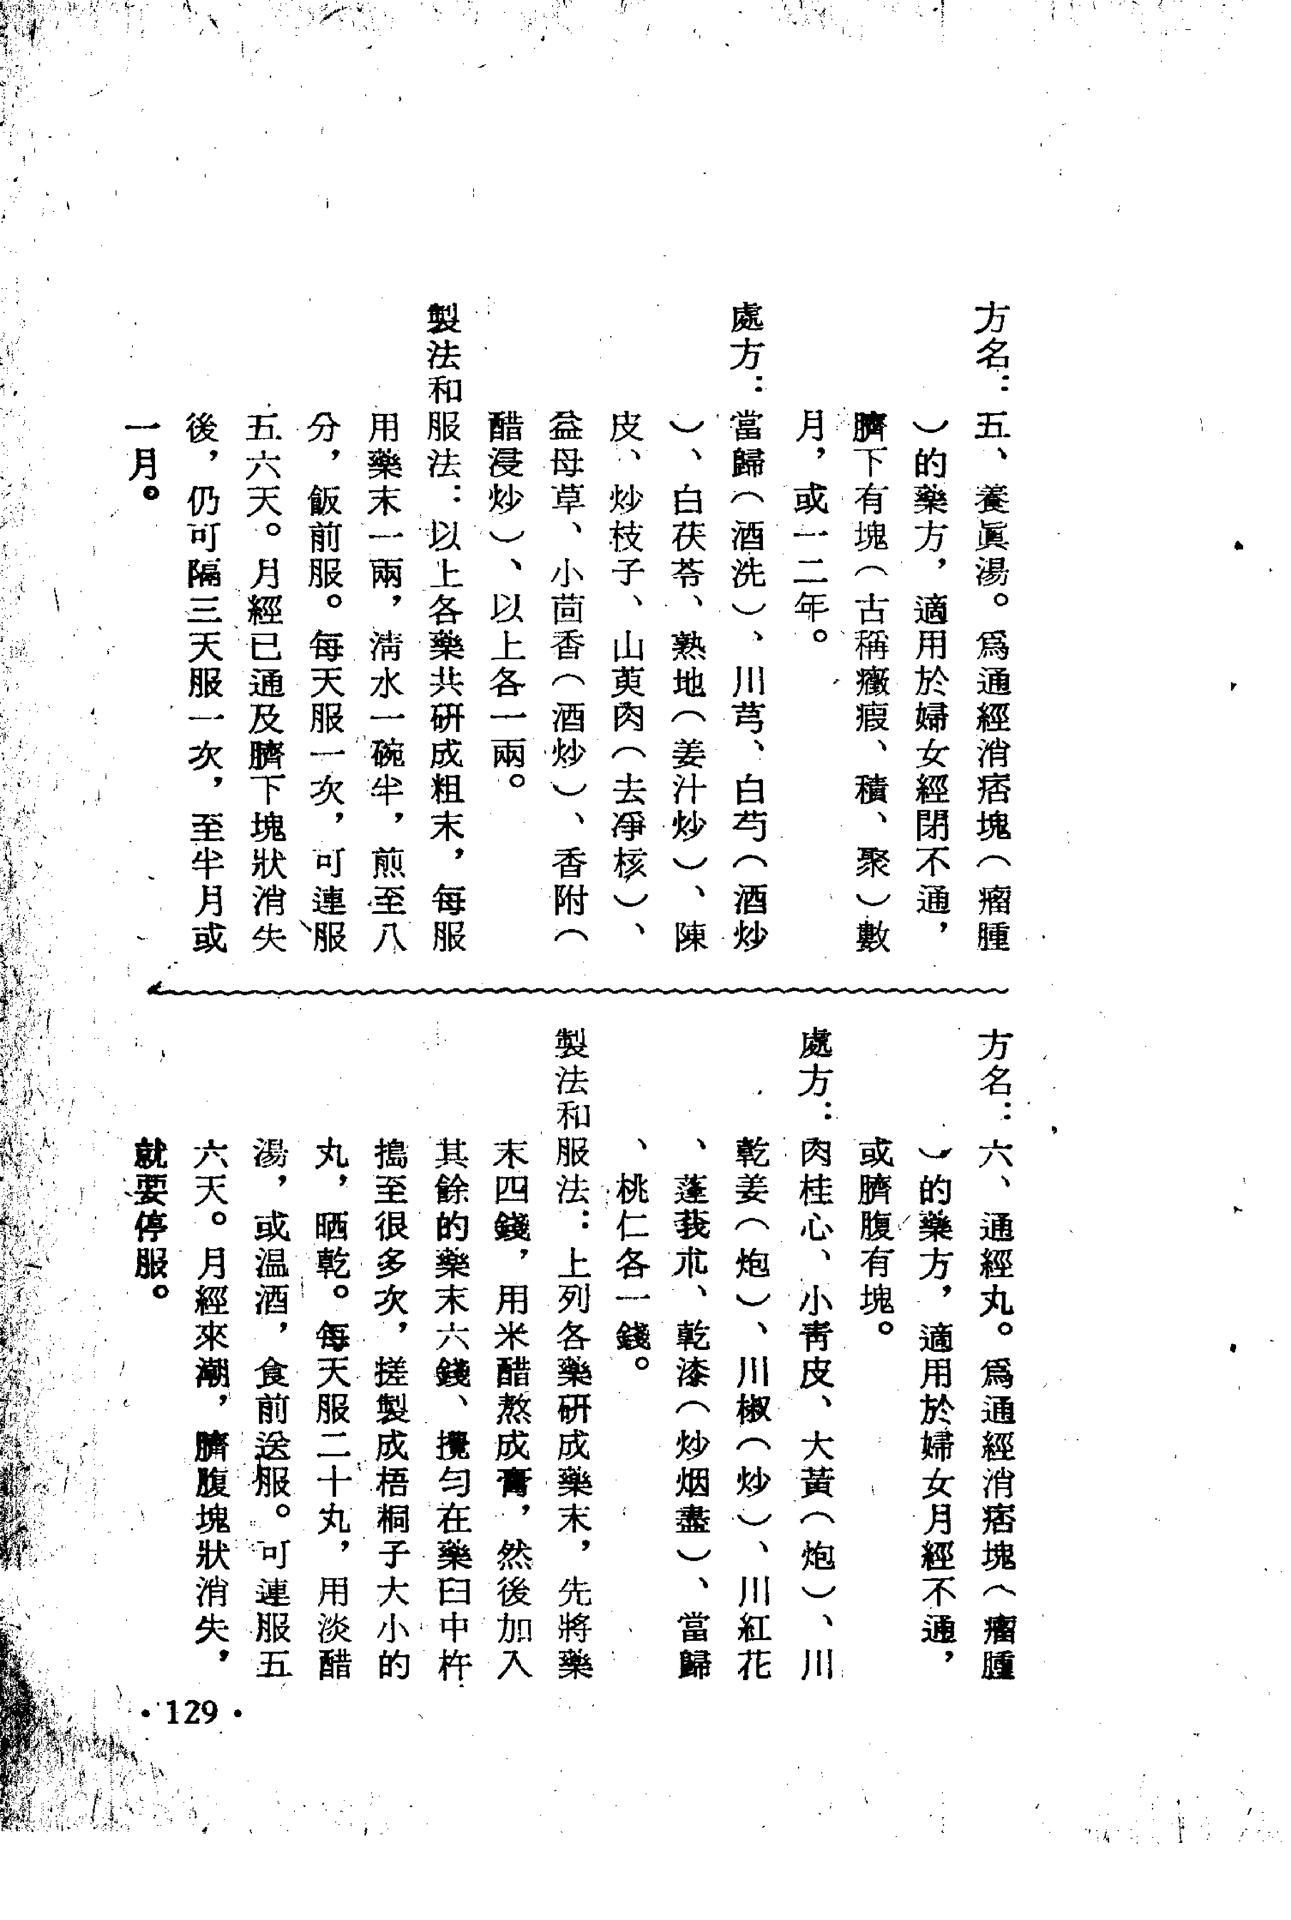 方名：五、養眞湯。爲通經消痞塊（瘤腫
）的藥方，適用於婦女經閉不通，
臍下有塊（古稱癥瘕、積、聚）數
月，或一二年。
處方：當歸（酒洗）、川芎、白芍（酒炒
）、白茯苓、熟地（姜汁炒）、陳
皮、炒枝子、山萸肉（去凈核）、
益母草、小茴香（酒炒）、香附（
醋浸炒）、以上各一兩。
製法和服法：以上各藥共研成粗末，每服
用藥末一兩，淸水一碗半，煎至八
分，飯前服。每天服一次，可連服
五六天。月經已通及臍下塊狀消失
後，仍可隔三天服一次，至半月或
一月。
方名：六、通經丸。爲通經消痞塊（瘤腫
）的藥方，適用於婦女月經不通，
或臍腹有塊。
處方：肉桂心、小靑皮、大黃（炮）、川
乾姜（炮）、川椒（炒）、川紅花
、蓬莪朮、乾漆（炒烟盡）、當歸
、桃仁各一錢。
製法和服法：上列各藥研成藥末，先將藥
末四錢，用米醋熬成膏，然後加入
其餘的藥末六錢、攪勻在藥臼中杵
搗至很多次，搓製成梧桐子大小的
丸，晒乾。每天服二十丸，用淡醋
湯，或温酒，食前送服。可連服五
六天。月經來潮，臍腹塊狀消失，
就要停服。
·129·